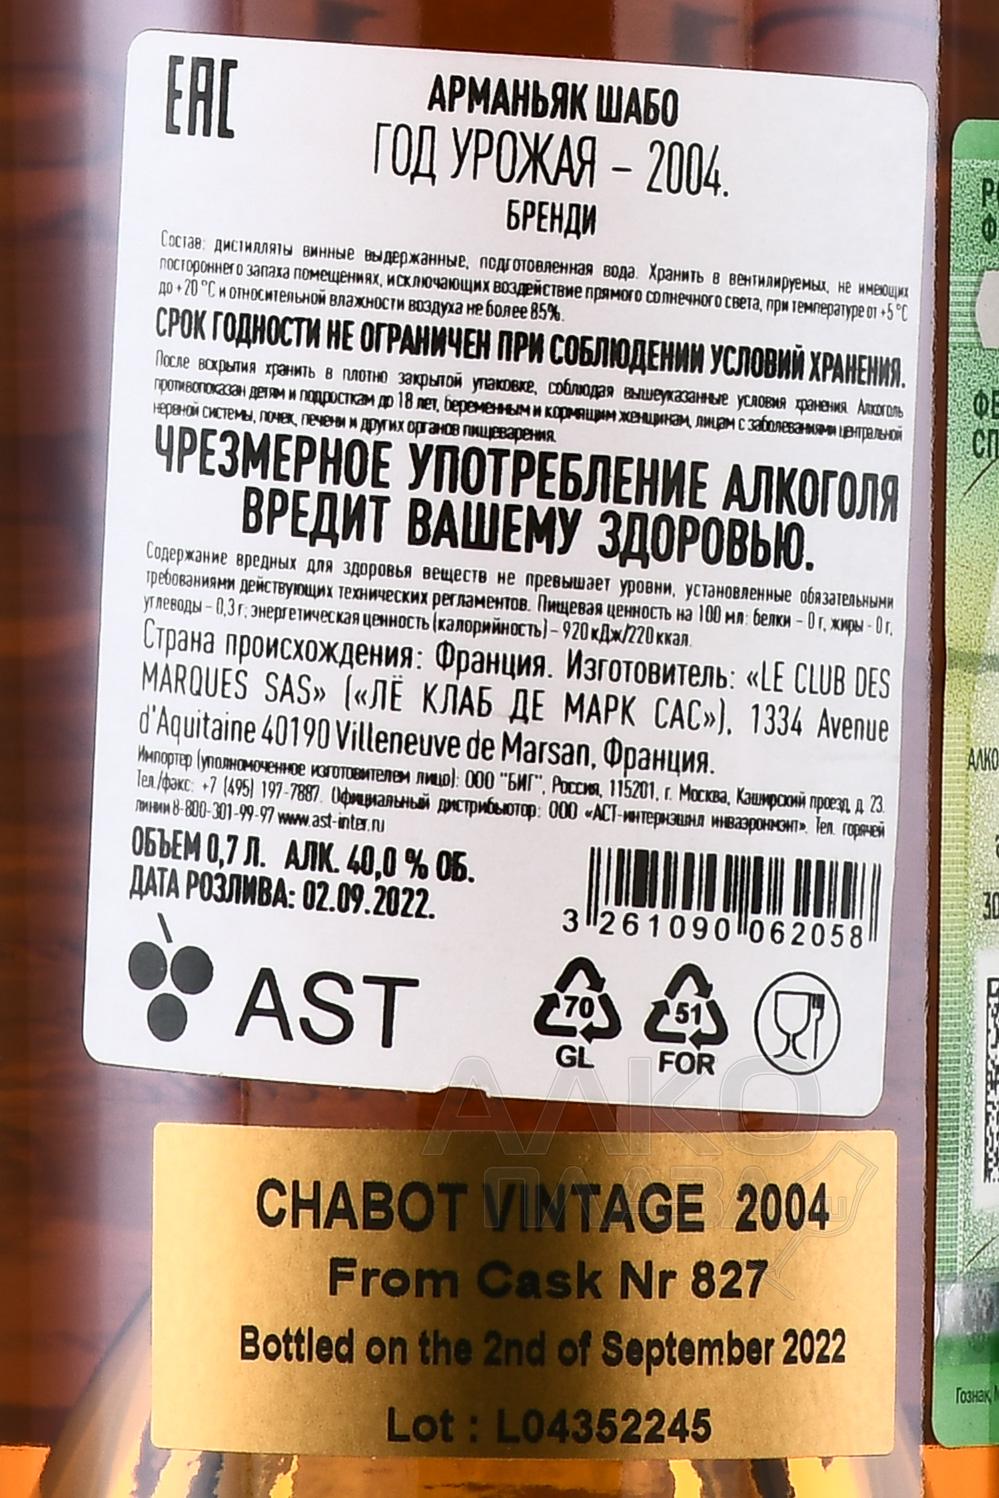 ЕАС
АРМАНЬЯК ШАБО
ГОД УРОЖАЯ – 2004.
БРЕНДИ
Состав: дистилляты винные выдержанные, подготовленная вода. Хранить в вентилируемых, не имеющих
постороннего запаха помещениях, исключающих воздействие прямого солнечного света, при температуре от +5 °С
до +20 °С и относительной влажности воздуха не более 85%.
СРОК ГОДНОСТИ НЕ ОГРАНИЧЕН ПРИ СОБЛЮДЕНИИ УСЛОВИЙ ХРАНЕНИЯ.
После вскрытия хранить в плотно закрытой упаковке, соблюдая вышеуказанные условия хранения. Алкоголь
противопоказан детям и подросткам до 18 лет, беременным и кормящим женщинам, лицам с заболеваниями центральной
нервной системы, почек, печени и других органов пищеварения.
ЧРЕЗМЕРНОЕ УПОТРЕБЛЕНИЕ АЛКОГОЛЯ
ВРЕДИТ ВАШЕМУ ЗДОРОВЬЮ.
Содержание вредных для здоровья веществ не превышает уровни, установленные обязательными
требованиями действующих технических регламентов. Пищевая ценность на 100 мл: белки – 0 г, жиры - 0 г,
углеводы – 0,3 г; энергетическая ценность (калорийность) – 920 кДж/220 ккал.
Страна происхождения: Франция. Изготовитель: «LE CLUB DES
MARQUES SAS» («ЛЁ КЛАБ ДЕ МАРК САС»), 1334 Avenue
d'Aquitaine 40190 Villeneuve de Marsan, Франция.
Импортер (уполномоченное изготовителем лицо): ООО "БИГ", Россия, 115201, г. Москва, Каширский проезд, д. 23.
Тел./факс: +7 (495) 197-7887. Официальный дистрибьютор: ООО «АСТ-интернэшнл инваэронмэнт». Тел. горячей
линии 8-800-301-99-97 www.ast-inter.ru
ОБЪЕМ 0,7 Л. АЛК. 40,0 % ОБ.
ДАТА РОЗЛИВА: 02.09.2022.
3 261090 062058
AST
70
GL
51
FOR
CHABOT VINTAGE 2004
From Cask Nr 827
Bottled on the 2nd of September 2022
Lot : L04352245
АЛКО
ПЛАЗА
Гознак,